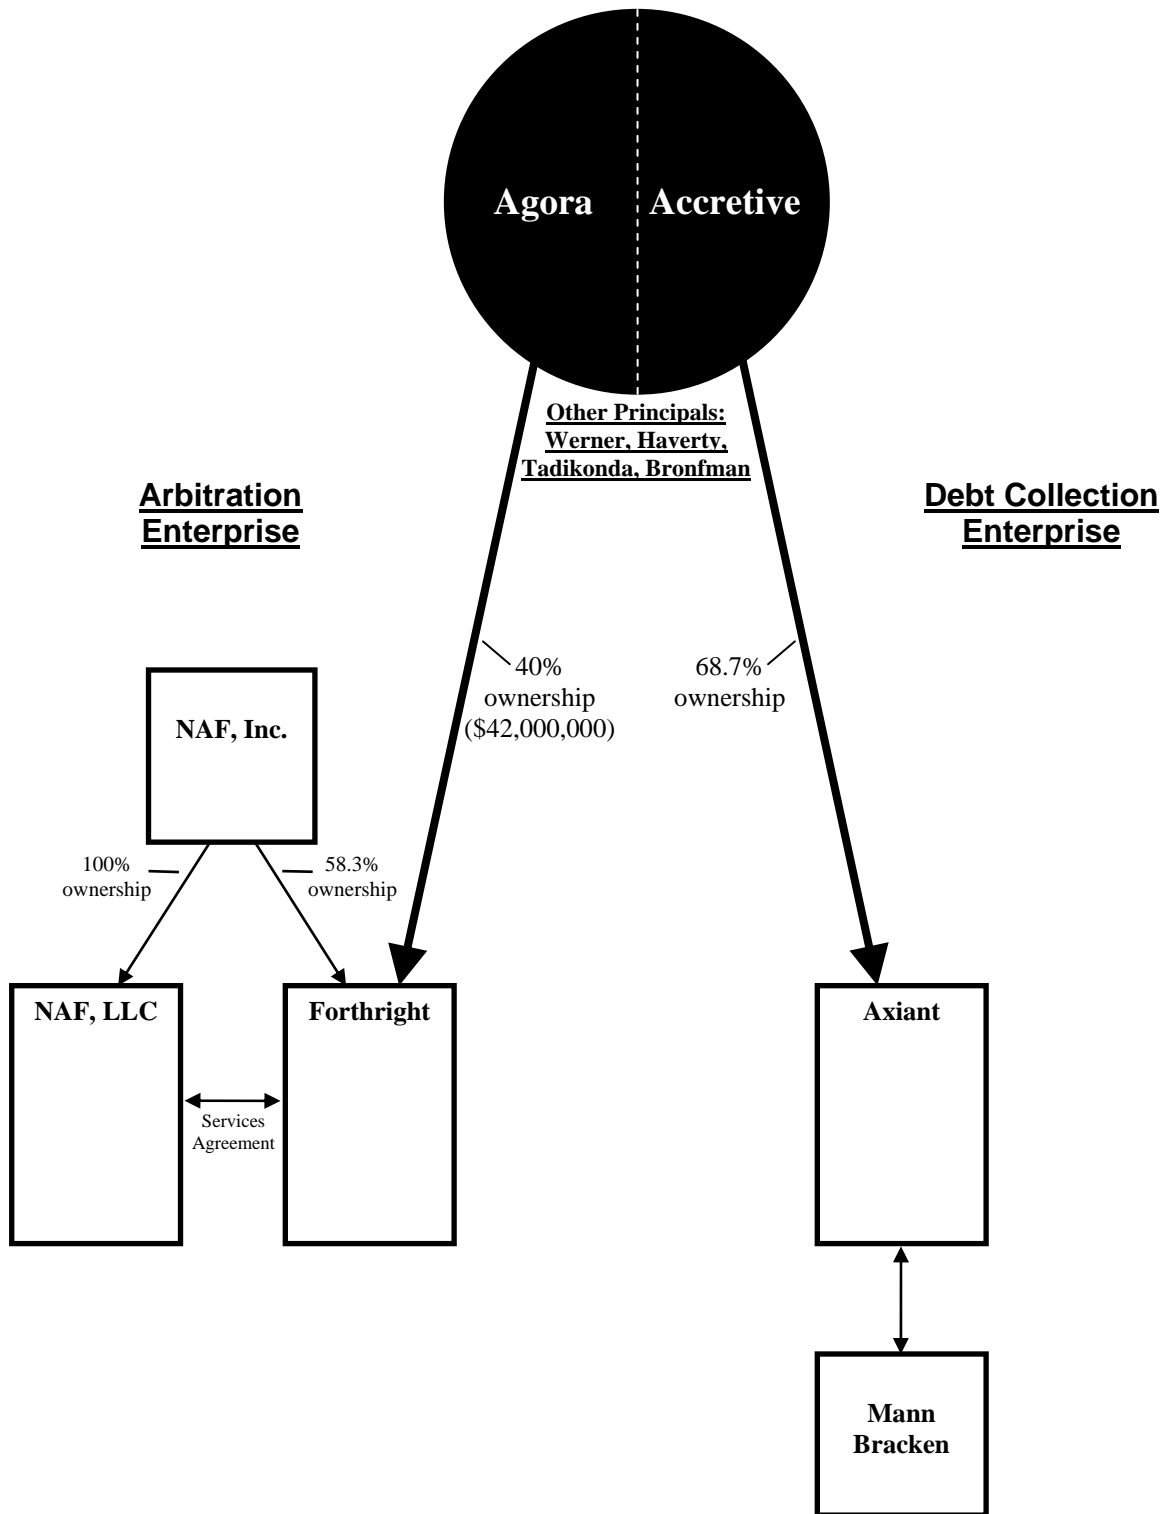 Agora
Accretive
Other Principals:
Werner, Haverty,
Tadikonda, Bronfman
Arbitration
Enterprise
Debt Collection
Enterprise
40%
ownership
($42,000,000)
68.7%
ownership
NAF, Inc.
100%
ownership
58.3%
ownership
NAF, LLC
Forthright
Axiant
Services
Agreement
Mann
Bracken